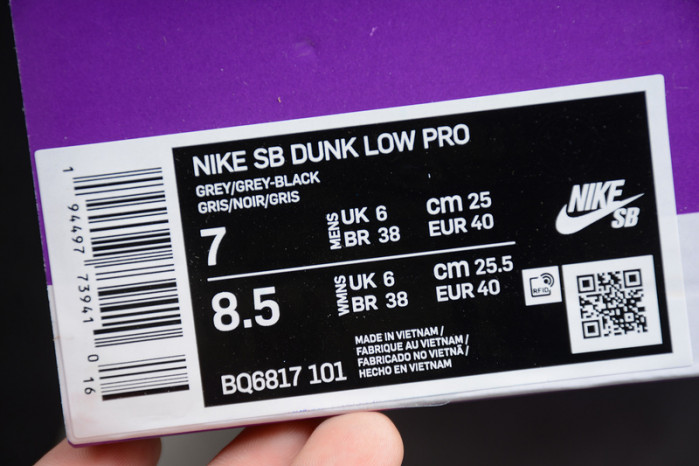 NIKE SB DUNK LOW PRO
GREY/GREY-BLACK
GRIS/NOIR/GRIS
7
MENS
UK 6
BR 38
cm 25
EUR 40
8.5
WMNS
UK 6
BR 38
cm 25.5
EUR 40
MADE IN VIETNAM /
FABRIQUE AU VIETNAM /
FABRICADO NO VIETNÃ /
HECHO EN VIETNAM
BQ6817 101
NIKE
SB
RFID
1 94497 73941 016